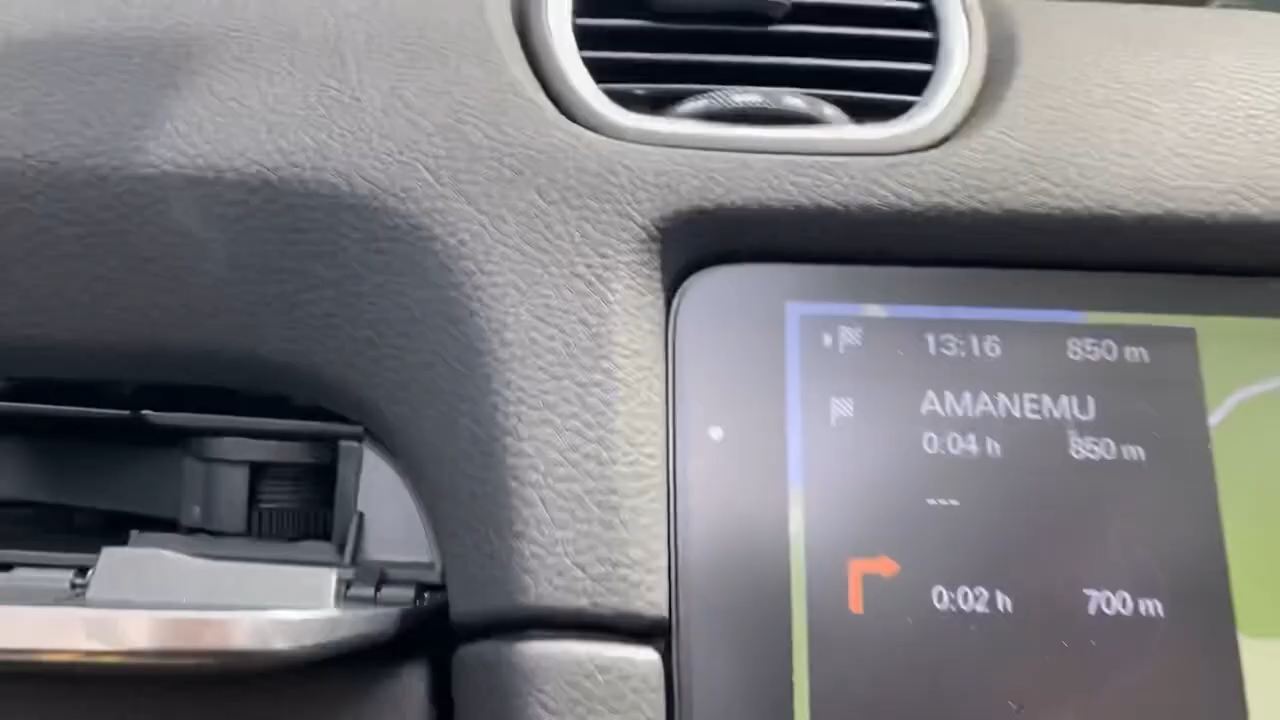 13:16 850 m
AMANEMU
0:04 h 850 m
---
0:02 h 700 m